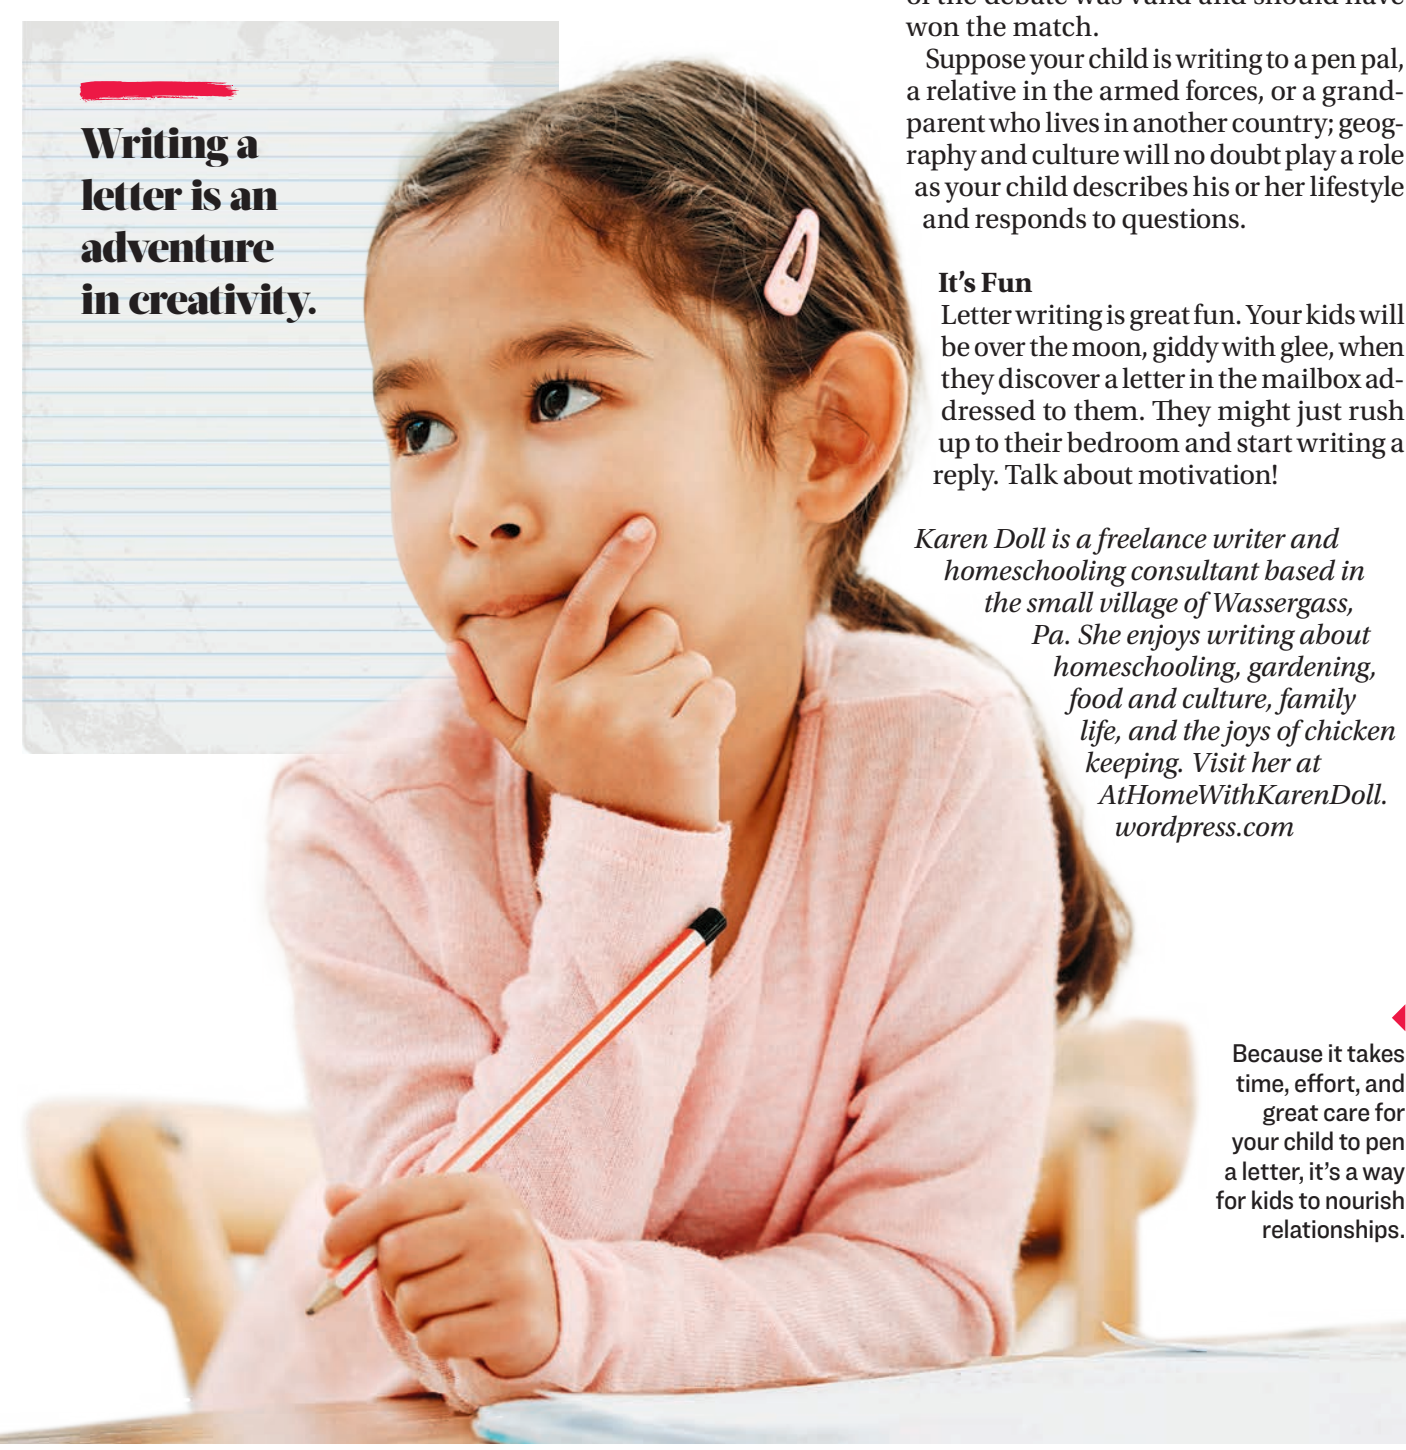 Writing a
letter is an
adventure
in creativity.
won the match.
Suppose your child is writing to a pen pal,
a relative in the armed forces, or a grand-
parent who lives in another country; geog-
raphy and culture will no doubt play a role
as your child describes his or her lifestyle
and responds to questions.
It’s Fun
Letter writing is great fun. Your kids will
be over the moon, giddy with glee, when
they discover a letter in the mailbox ad-
dressed to them. They might just rush
up to their bedroom and start writing a
reply. Talk about motivation!
Karen Doll is a freelance writer and
homeschooling consultant based in
the small village of Wassergass,
Pa. She enjoys writing about
homeschooling, gardening,
food and culture, family
life, and the joys of chicken
keeping. Visit her at
AtHomeWithKarenDoll.
wordpress.com
Because it takes
time, effort, and
great care for
your child to pen
a letter, it’s a way
for kids to nourish
relationships.